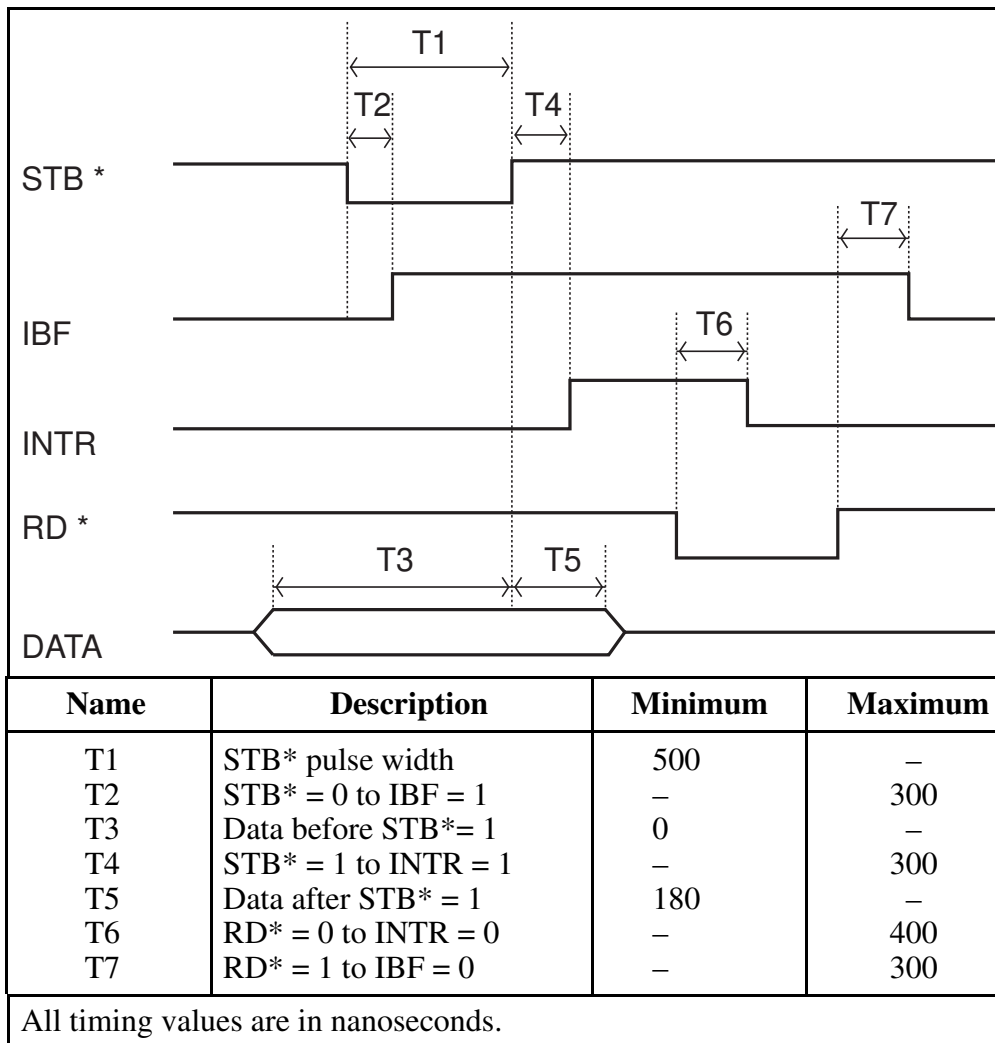 T1
T2 T4
STB *
T7
IBF
T6
INTR
RD *
T3 T5
DATA
Name Description Minimum Maximum
T1 STB* pulse width 500 –
T2 STB* = 0 to IBF = 1 – 300
T3 Data before STB*= 1 0 –
T4 STB* = 1 to INTR = 1 – 300
T5 Data after STB* = 1 180 –
T6 RD* = 0 to INTR = 0 – 400
T7 RD* = 1 to IBF = 0 – 300
All timing values are in nanoseconds.